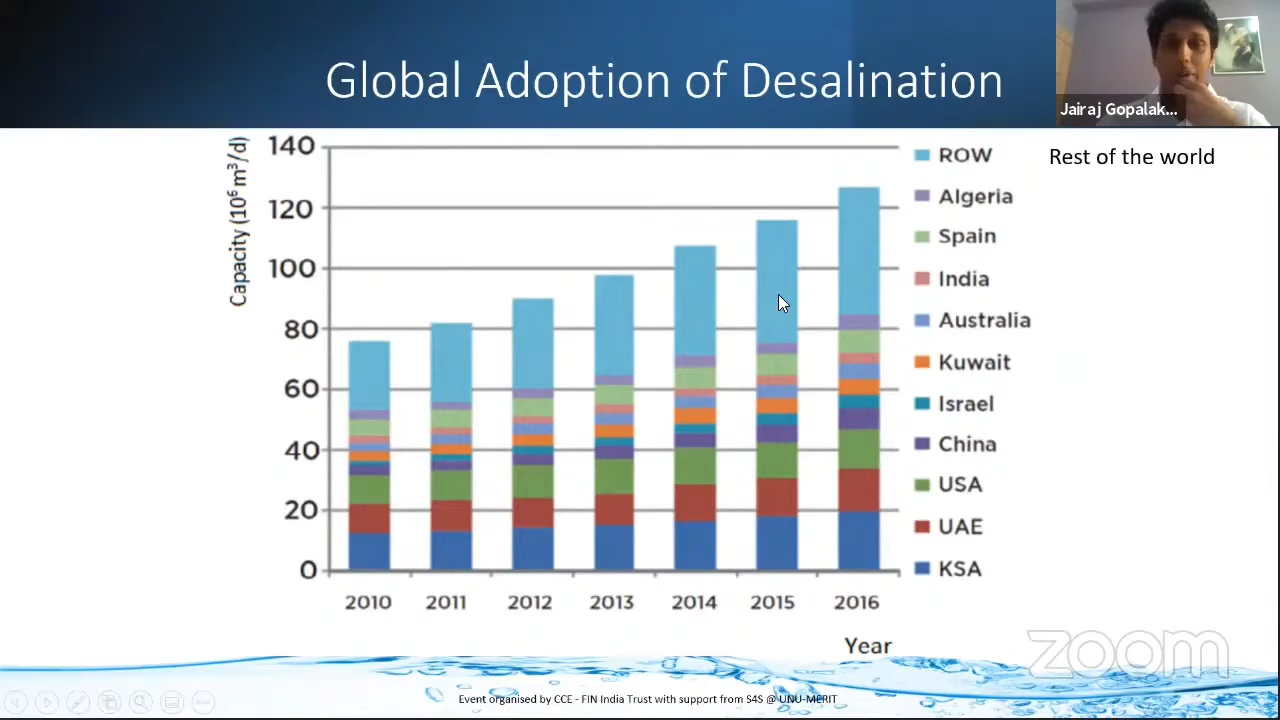 Global Adoption of Desalination
Jairaj Gopalak...
Capacity (10⁶ m³/d)
140
120
100
80
60
40
20
0
2010 2011 2012 2013 2014 2015 2016
Year
ROW
Algeria
Spain
India
Australia
Kuwait
Israel
China
USA
UAE
KSA
Rest of the world
zoom
Event organised by CCE - FIN India Trust with support from S4S @ UNU-MERIT